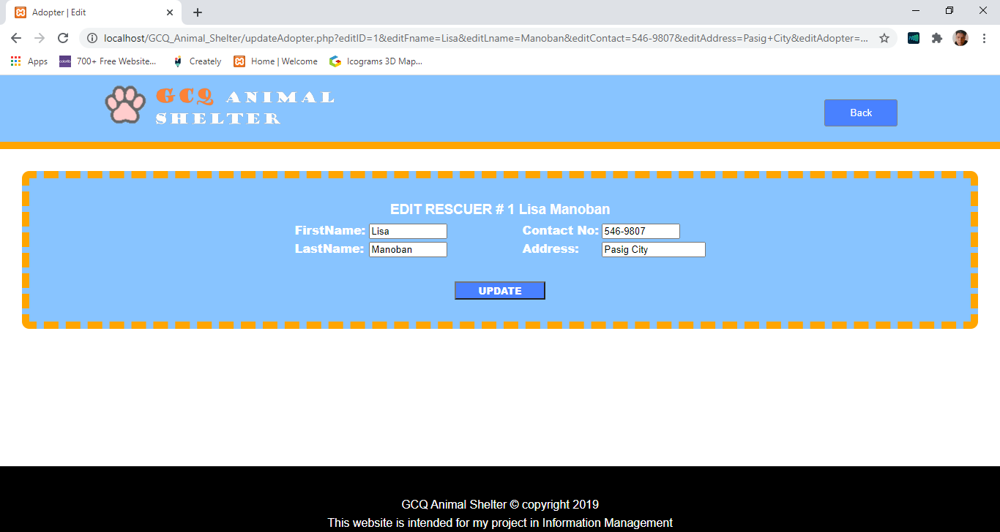 Adopter | Edit
localhost/GCQ_Animal_Shelter/updateAdopter.php?editID=1&editFname=Lisa&editLname=Manoban&editContact=546-9807&editAddress=Pasig+City&editAdopter=...
Apps colorlib 700+ Free Website... Creately Home | Welcome Icograms 3D Map...
GCQ ANIMAL
SHELTER
Back
EDIT RESCUER # 1 Lisa Manoban
FirstName: Lisa Contact No: 546-9807
LastName: Manoban Address: Pasig City
UPDATE
GCQ Animal Shelter © copyright 2019
This website is intended for my project in Information Management